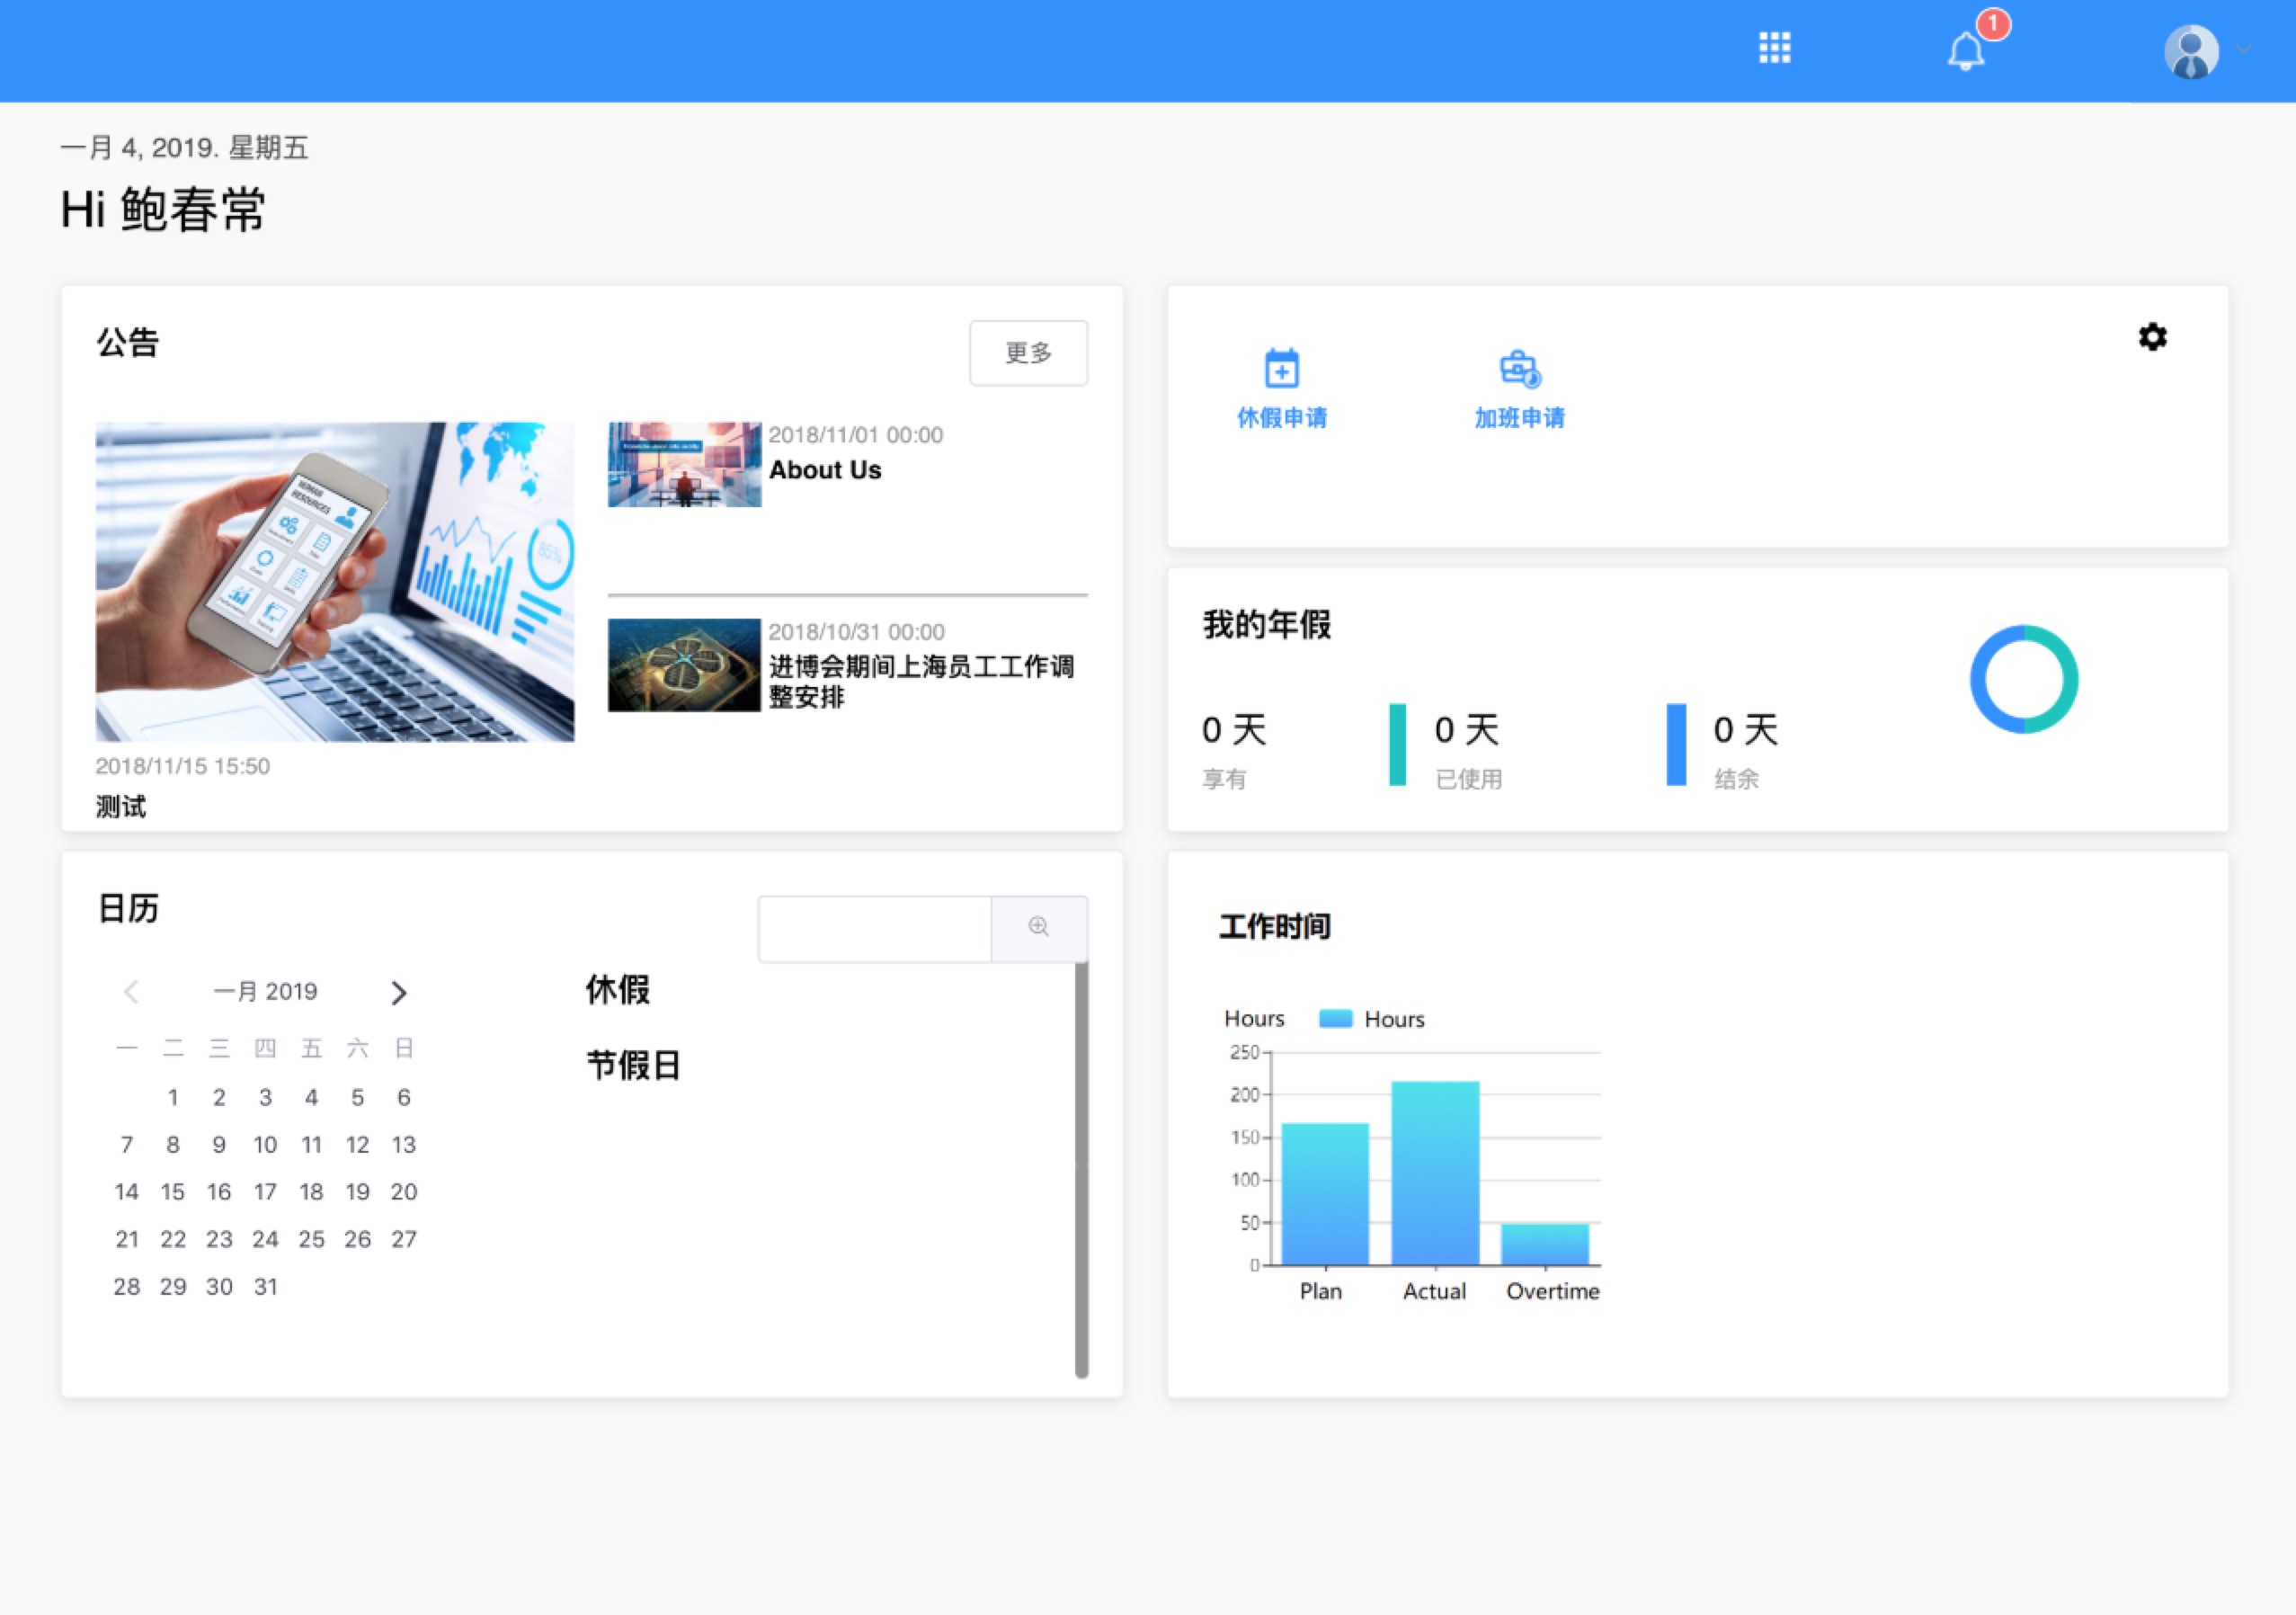 1
一月 4, 2019. 星期五
Hi 鲍春常
公告
更多
HUMAN
RESOURCES
85%
2018/11/15 15:50
测试
2018/11/01 00:00
About Us
2018/10/31 00:00
进博会期间上海员工工作调
整安排
休假申请
加班申请
我的年假
0 天
享有
0 天
已使用
0 天
结余
日历
一月 2019
一 二 三 四 五 六 日
1 2 3 4 5 6
7 8 9 10 11 12 13
14 15 16 17 18 19 20
21 22 23 24 25 26 27
28 29 30 31
休假
节假日
工作时间
Hours
Hours
250
200
150
100
50
0
Plan Actual Overtime